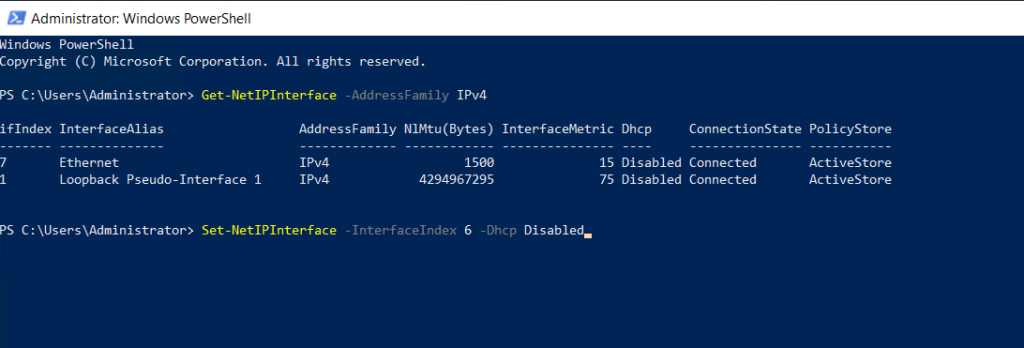 Administrator: Windows PowerShell
Windows PowerShell
Copyright (C) Microsoft Corporation. All rights reserved.
PS C:\Users\Administrator> Get-NetIPInterface -AddressFamily IPv4
ifIndex InterfaceAlias                  AddressFamily NlMtu(Bytes) InterfaceMetric Dhcp     ConnectionState PolicyStore
------- --------------                  ------------- ------------ --------------- ----     --------------- -----------
7       Ethernet                        IPv4                  1500              15 Disabled Connected       ActiveStore
1       Loopback Pseudo-Interface 1     IPv4            4294967295              75 Disabled Connected       ActiveStore
PS C:\Users\Administrator> Set-NetIPInterface -InterfaceIndex 6 -Dhcp Disabled